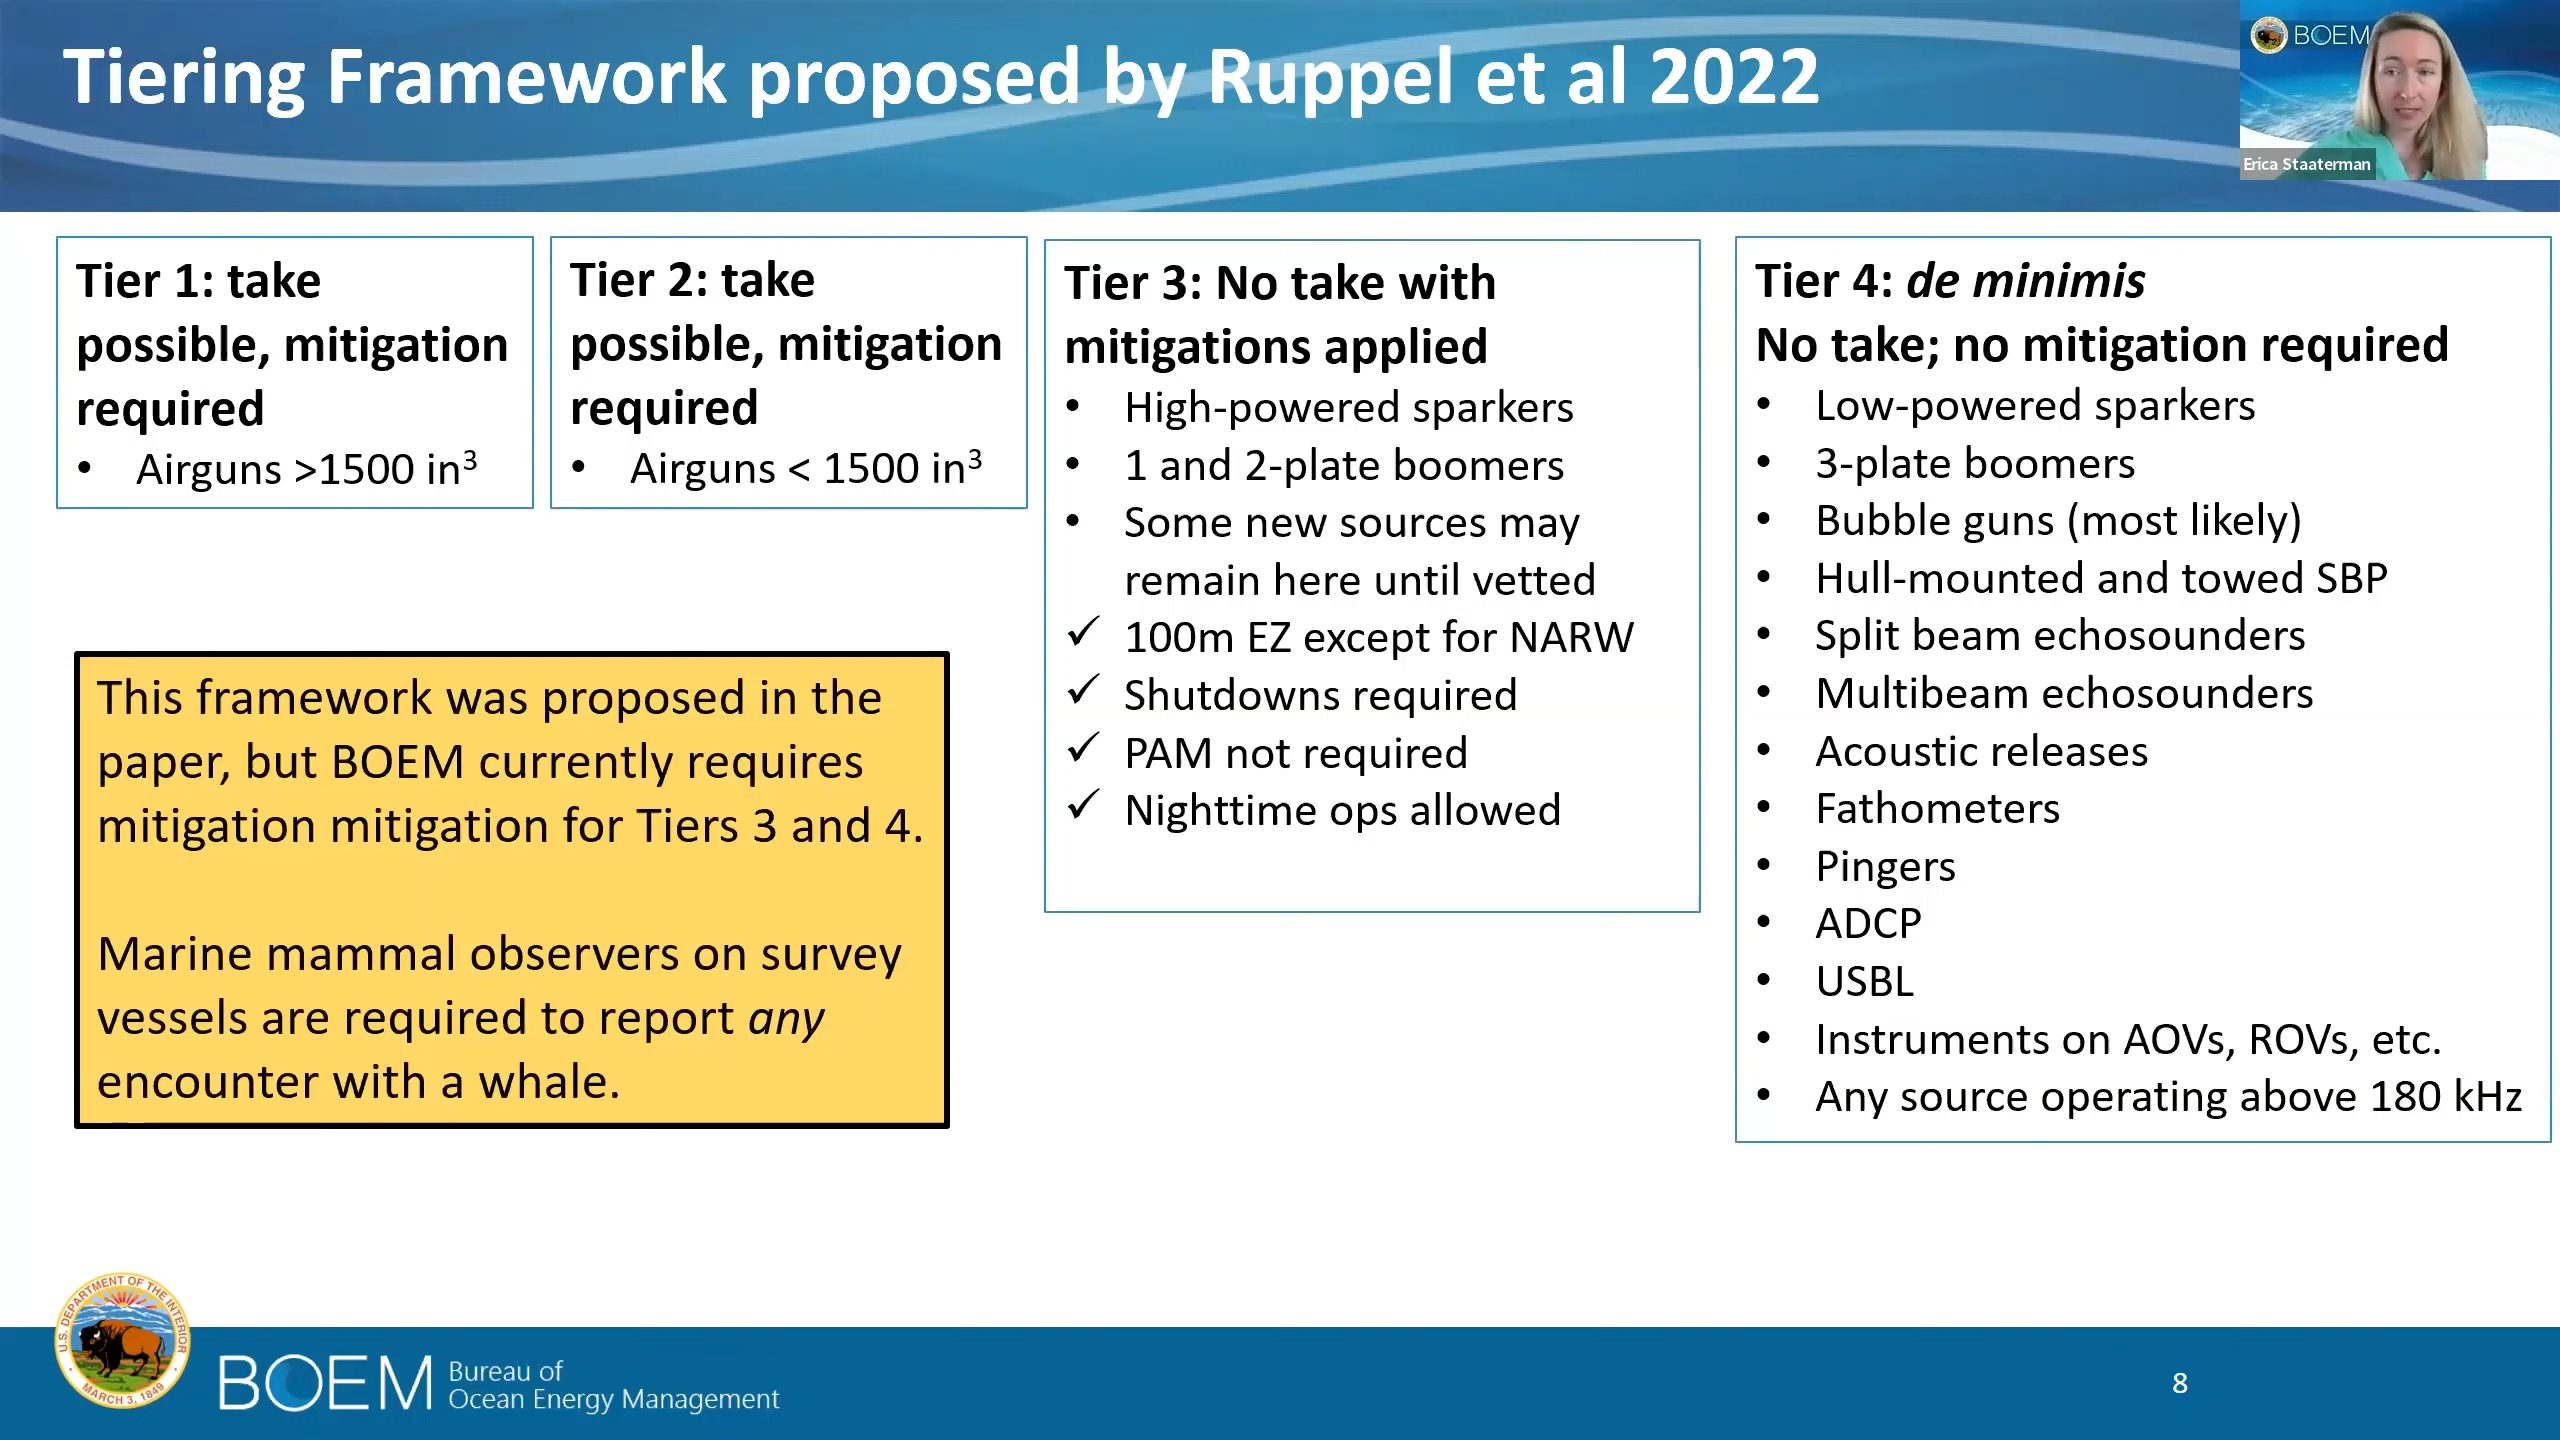 Tiering Framework proposed by Ruppel et al 2022
BOEM
Erica Staaterman
Tier 1: take
possible, mitigation
required
• Airguns >1500 in³
Tier 2: take
possible, mitigation
required
• Airguns < 1500 in³
Tier 3: No take with
mitigations applied
• High-powered sparkers
• 1 and 2-plate boomers
• Some new sources may
remain here until vetted
✓ 100m EZ except for NARW
✓ Shutdowns required
✓ PAM not required
✓ Nighttime ops allowed
Tier 4: de minimis
No take; no mitigation required
• Low-powered sparkers
• 3-plate boomers
• Bubble guns (most likely)
• Hull-mounted and towed SBP
• Split beam echosounders
• Multibeam echosounders
• Acoustic releases
• Fathometers
• Pingers
• ADCP
• USBL
• Instruments on AOVs, ROVs, etc.
• Any source operating above 180 kHz
This framework was proposed in the
paper, but BOEM currently requires
mitigation mitigation for Tiers 3 and 4.
Marine mammal observers on survey
vessels are required to report any
encounter with a whale.
U.S. DEPARTMENT OF THE INTERIOR
MARCH 3, 1849
BOEM
Bureau of
Ocean Energy Management
8